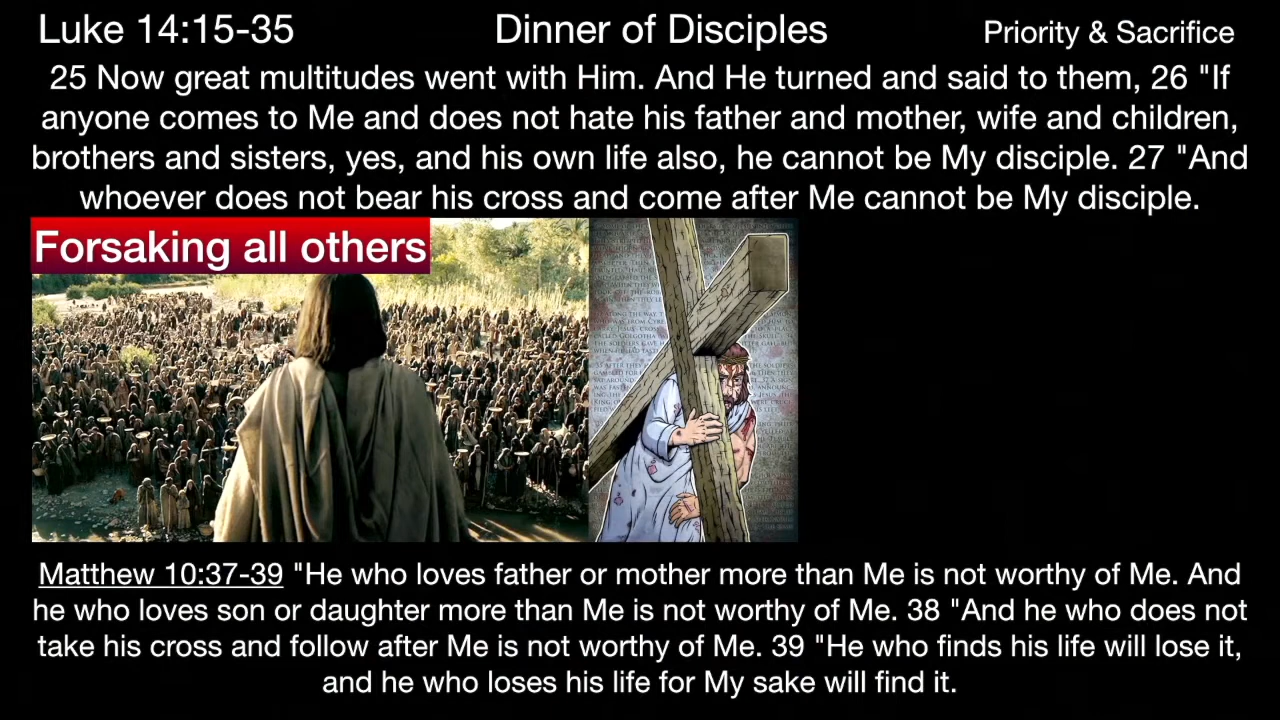 Luke 14:15-35 Dinner of Disciples Priority & Sacrifice
25 Now great multitudes went with Him. And He turned and said to them, 26 "If
anyone comes to Me and does not hate his father and mother, wife and children,
brothers and sisters, yes, and his own life also, he cannot be My disciple. 27 "And
whoever does not bear his cross and come after Me cannot be My disciple.
Forsaking all others
Matthew 10:37-39 "He who loves father or mother more than Me is not worthy of Me. And
he who loves son or daughter more than Me is not worthy of Me. 38 "And he who does not
take his cross and follow after Me is not worthy of Me. 39 "He who finds his life will lose it,
and he who loses his life for My sake will find it.